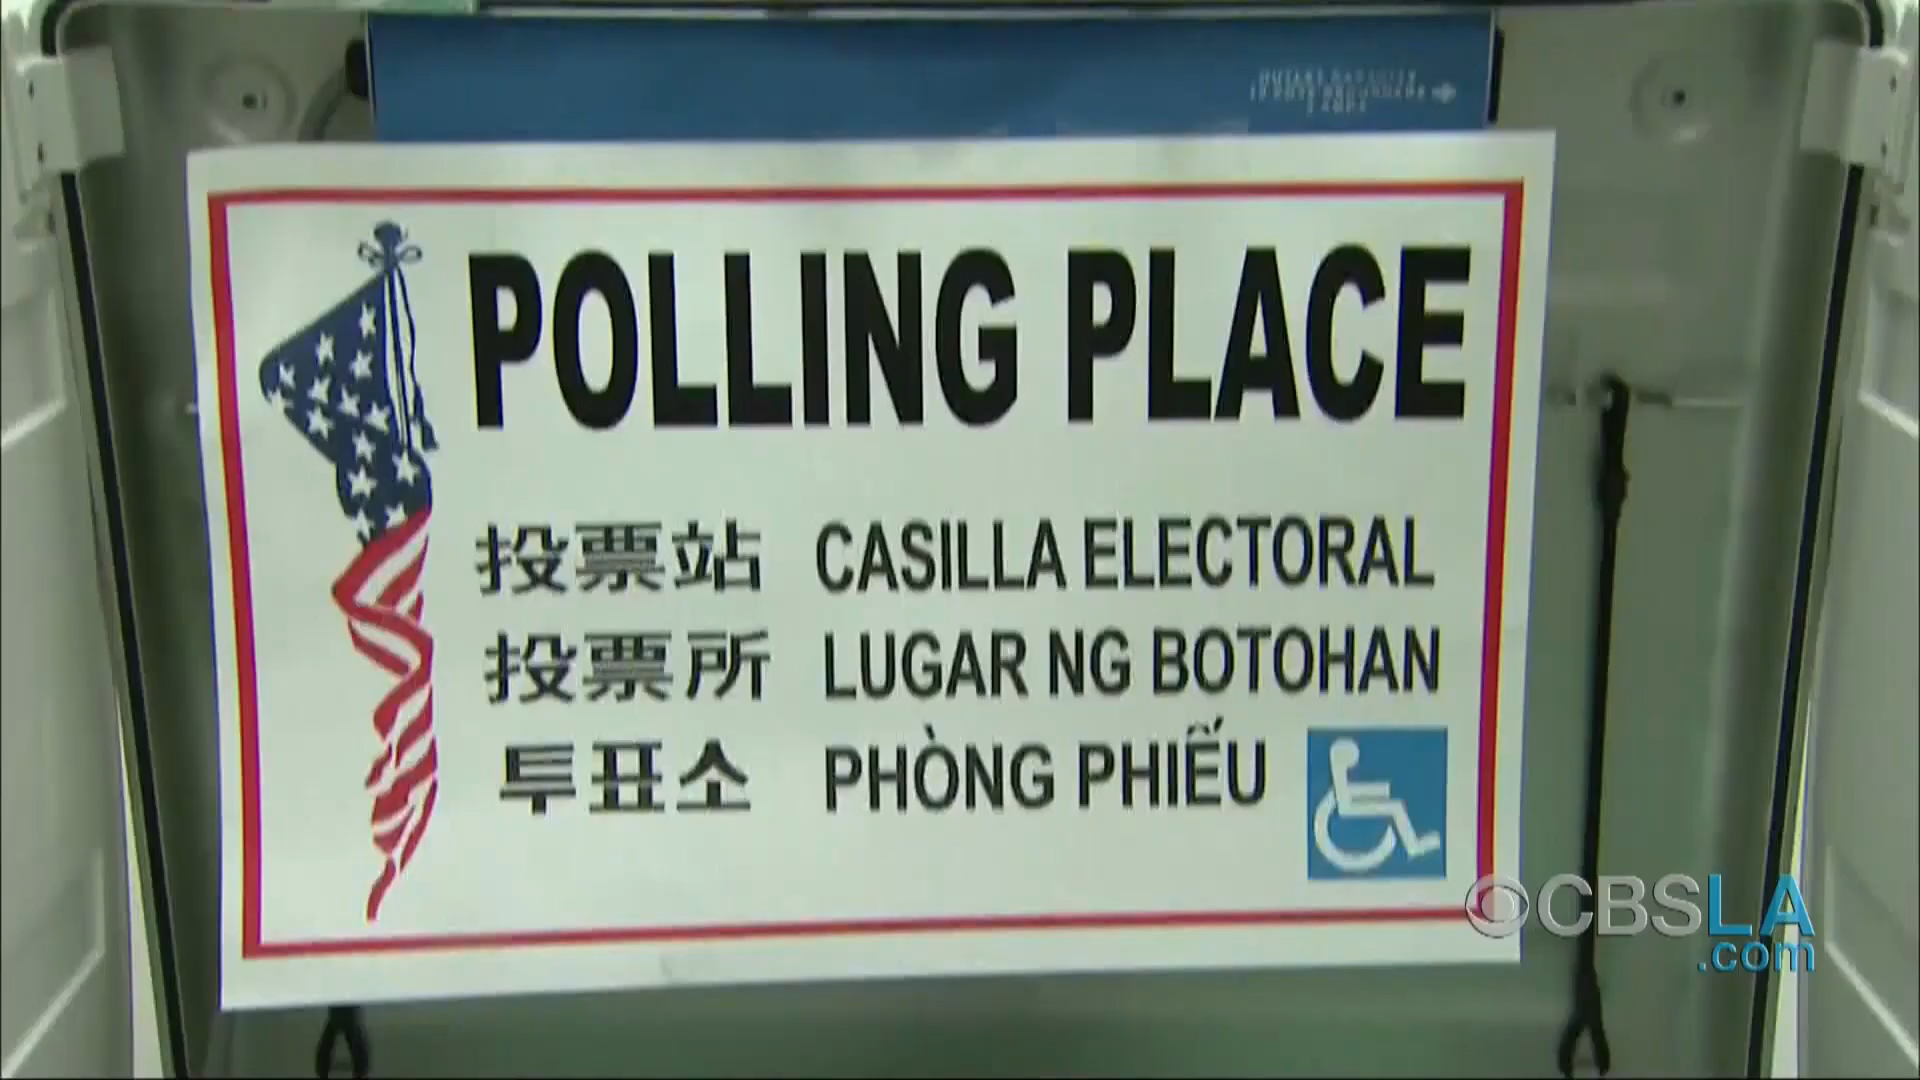 POLLING PLACE
投票站 CASILLA ELECTORAL
投票所 LUGAR NG BOTOHAN
투표소 PHÒNG PHIẾU
CBSLA
.com